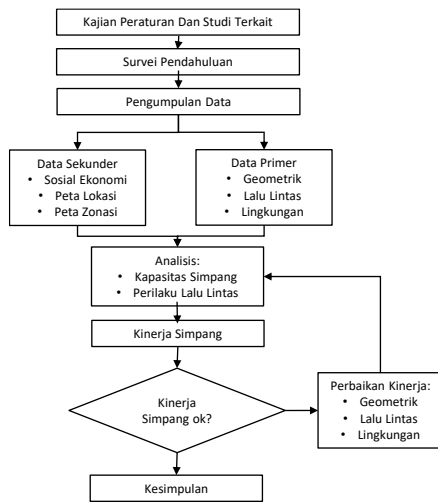 Kajian Peraturan Dan Studi Terkait
Survei Pendahuluan
Pengumpulan Data
Data Sekunder
• Sosial Ekonomi
• Peta Lokasi
• Peta Zonasi
Data Primer
• Geometrik
• Lalu Lintas
• Lingkungan
Analisis:
• Kapasitas Simpang
• Perilaku Lalu Lintas
Kinerja Simpang
Kinerja
Simpang ok?
Perbaikan Kinerja:
• Geometrik
• Lalu Lintas
• Lingkungan
Kesimpulan